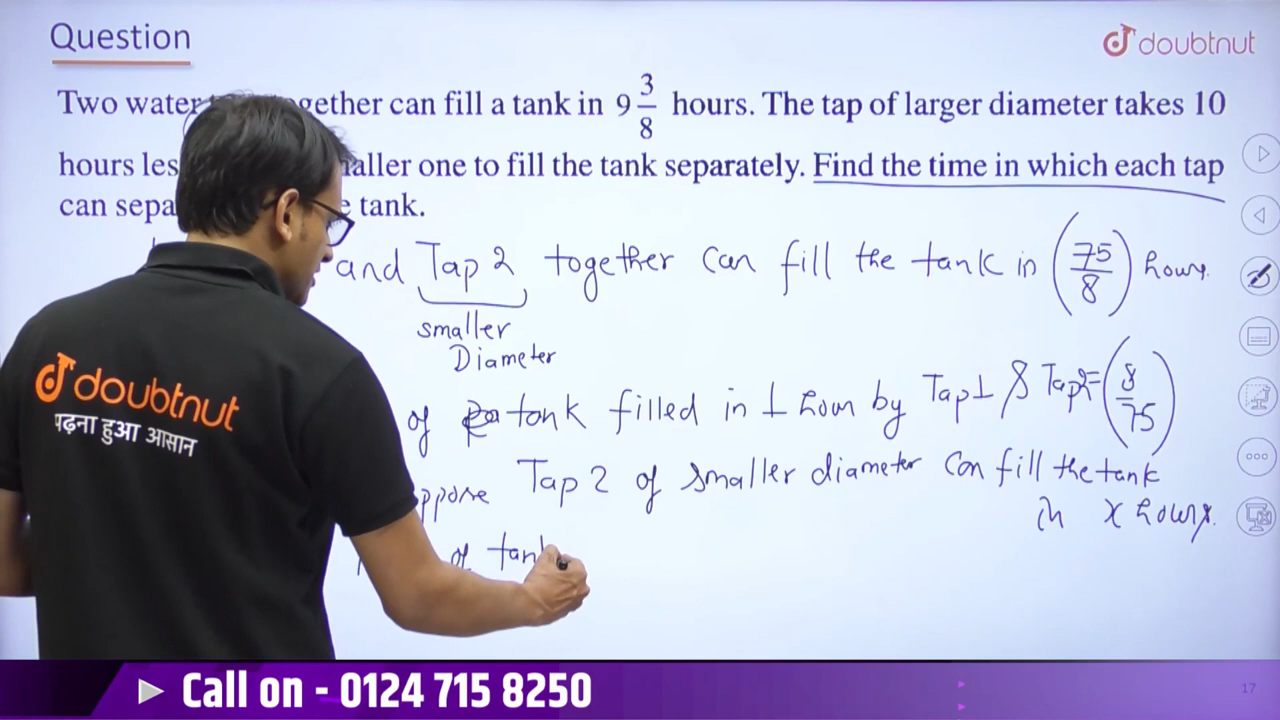 Question
doubtnut
Two water together can fill a tank in 9 3/8 hours. The tap of larger diameter takes 10
hours les aller one to fill the tank separately. Find the time in which each tap
can sepa e tank.
and Tap 2 together can fill the tank in (75/8) hours.
smaller
Diameter
of tank filled in 1 hour by Tap 1 & Tap 2 = (8/75)
ppose Tap 2 of smaller diameter can fill the tank
in x hours.
of tank
doubtnut
पढ़ना हुआ आसान
Call on - 0124 715 8250
17